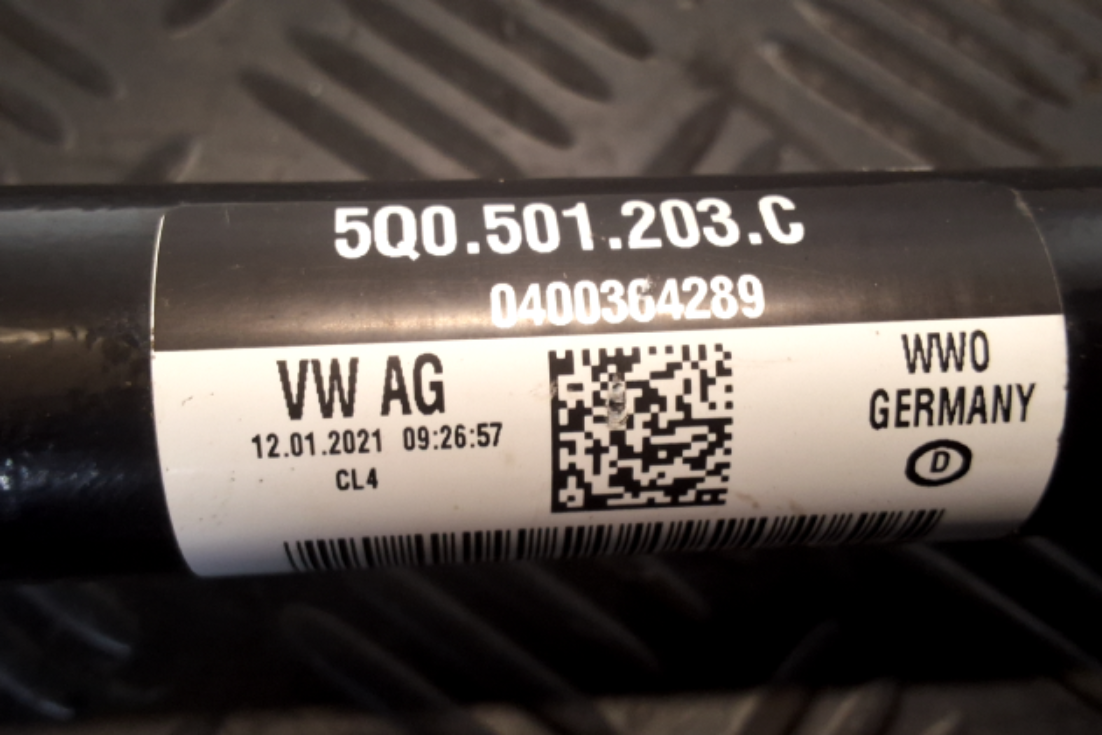 5Q0.501.203.C
0400364289
VW AG
12.01.2021 09:26:57
CL4
WWO
GERMANY
D